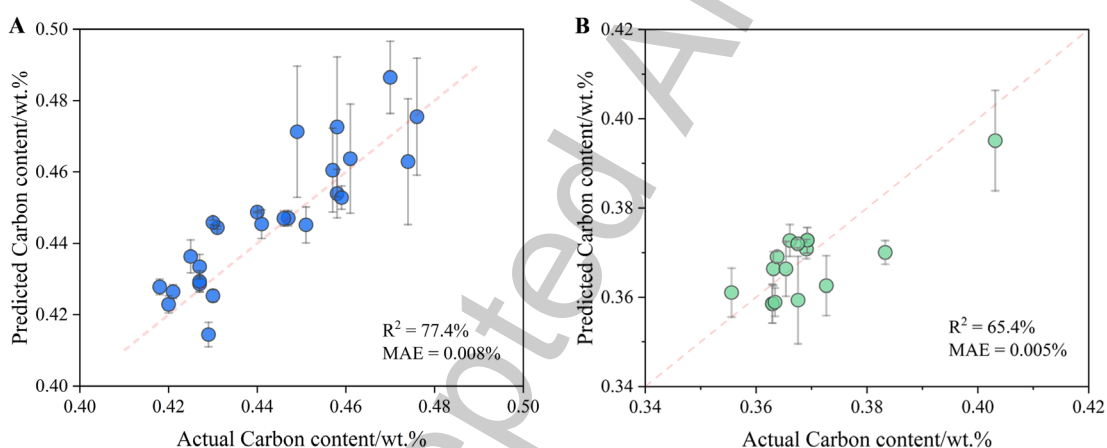 A
B
Predicted Carbon content/wt.%
0.50
0.48
0.46
0.44
0.42
0.40
R² = 77.4%
MAE = 0.008%
0.40 0.42 0.44 0.46 0.48 0.50
Actual Carbon content/wt.%
Predicted Carbon content/wt.%
0.42
0.40
0.38
0.36
0.34
R² = 65.4%
MAE = 0.005%
0.34 0.36 0.38 0.40 0.42
Actual Carbon content/wt.%
epted A